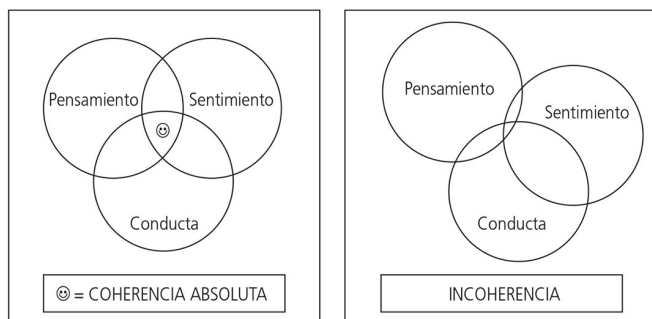 Pensamiento
Sentimiento
Conducta
☺ = COHERENCIA ABSOLUTA
Pensamiento
Sentimiento
Conducta
INCOHERENCIA